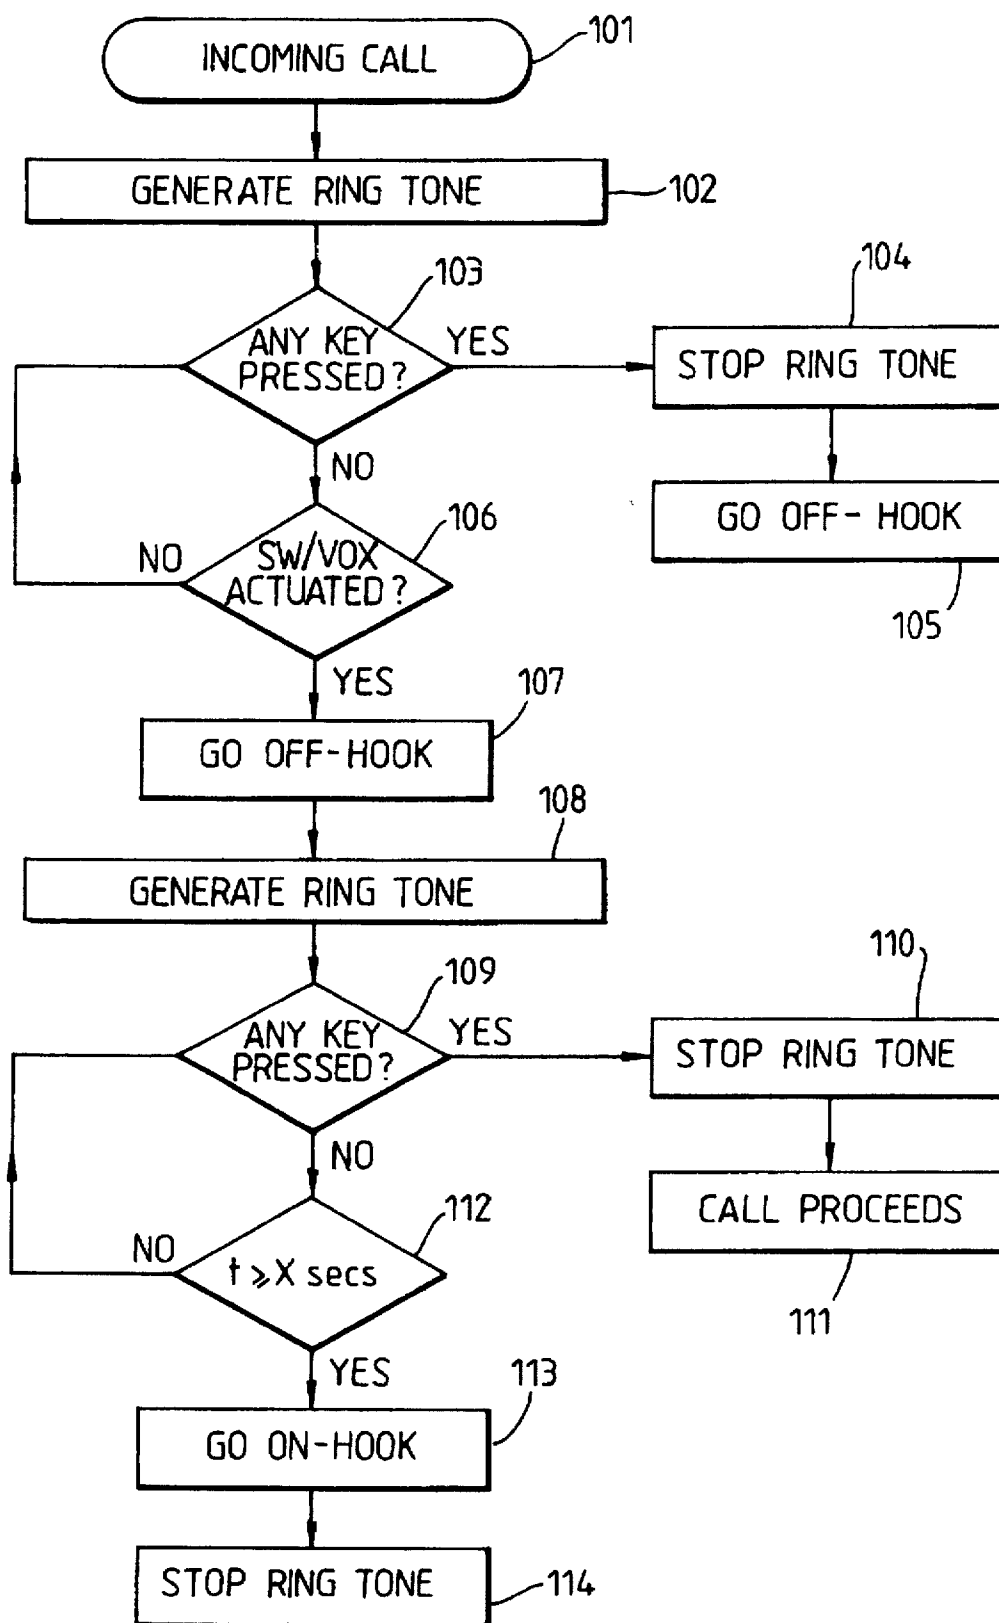 INCOMING CALL
101
GENERATE RING TONE
102
103
ANY KEY
PRESSED?
YES
104
STOP RING TONE
NO
GO OFF- HOOK
105
106
SW/VOX
ACTUATED?
NO
YES
107
GO OFF-HOOK
108
GENERATE RING TONE
109
ANY KEY
PRESSED?
YES
110
STOP RING TONE
NO
CALL PROCEEDS
111
112
t ⩾ X secs
NO
YES
113
GO ON-HOOK
STOP RING TONE
114